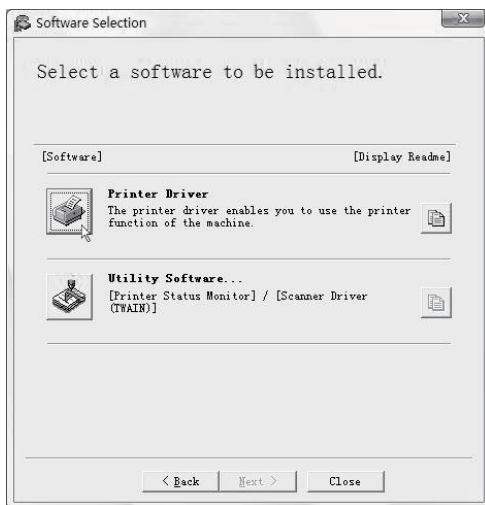 Software Selection
Select a software to be installed.
[Software] [Display Readme]
Printer Driver
The printer driver enables you to use the printer
function of the machine.
Utility Software...
[Printer Status Monitor] / [Scanner Driver
(TWAIN)]
< Back Next > Close